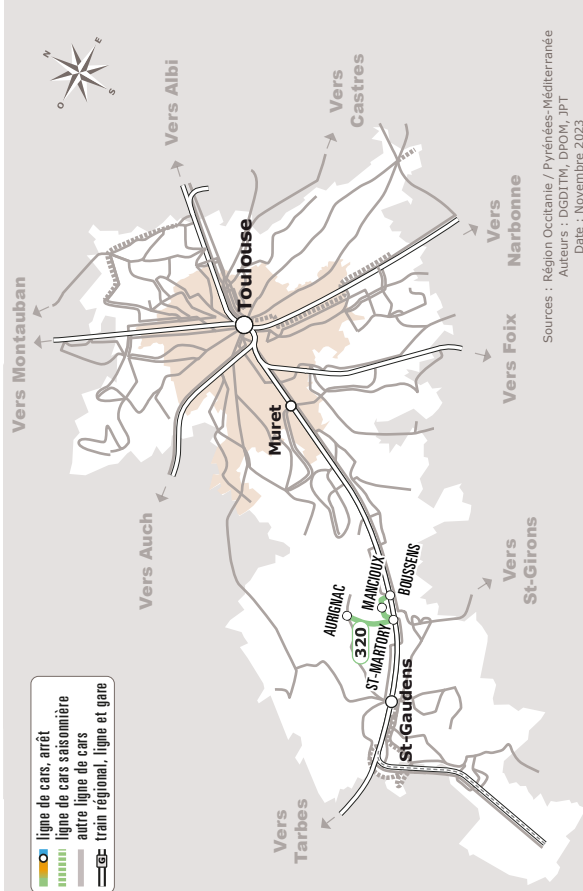 ligne de cars, arrêt
ligne de cars saisonnière
autre ligne de cars
G
train régional, ligne et gare
N
E
S
O
Vers Montauban
Vers Albi
Vers
Castres
Vers Auch
Toulouse
Muret
Vers
Narbonne
Vers Foix
AURIGNAC
320
MANCIOUX
ST-MARTORY
BOUSSENS
St-Gaudens
Vers
St-Girons
Vers
Tarbes
Sources : Région Occitanie / Pyrénées-Méditerranée
Auteurs : DGDITM, DPOM, JPT
Date : Novembre 2023